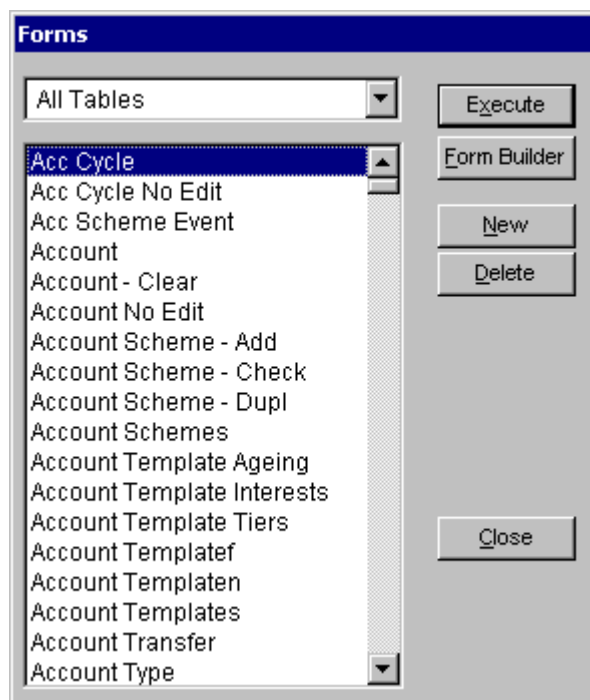 Forms
All Tables
Acc Cycle
Acc Cycle No Edit
Acc Scheme Event
Account
Account - Clear
Account No Edit
Account Scheme - Add
Account Scheme - Check
Account Scheme - Dupl
Account Schemes
Account Template Ageing
Account Template Interests
Account Template Tiers
Account Templatef
Account Templaten
Account Templates
Account Transfer
Account Type
Execute
Form Builder
New
Delete
Close